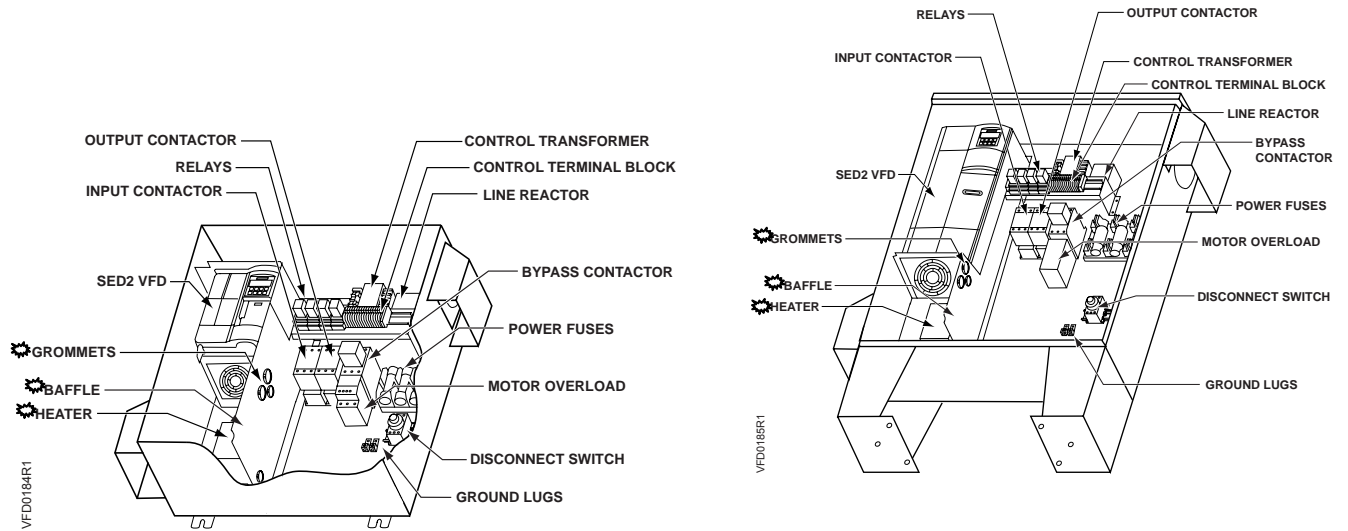 OUTPUT CONTACTOR
RELAYS
INPUT CONTACTOR
CONTROL TRANSFORMER
CONTROL TERMINAL BLOCK
LINE REACTOR
SED2 VFD
BYPASS CONTACTOR
POWER FUSES
GROMMETS
BAFFLE
HEATER
MOTOR OVERLOAD
DISCONNECT SWITCH
GROUND LUGS
VFD0184R1
RELAYS
OUTPUT CONTACTOR
INPUT CONTACTOR
CONTROL TRANSFORMER
CONTROL TERMINAL BLOCK
LINE REACTOR
BYPASS
CONTACTOR
SED2 VFD
POWER FUSES
GROMMETS
MOTOR OVERLOAD
BAFFLE
HEATER
DISCONNECT SWITCH
GROUND LUGS
VFD0185R1